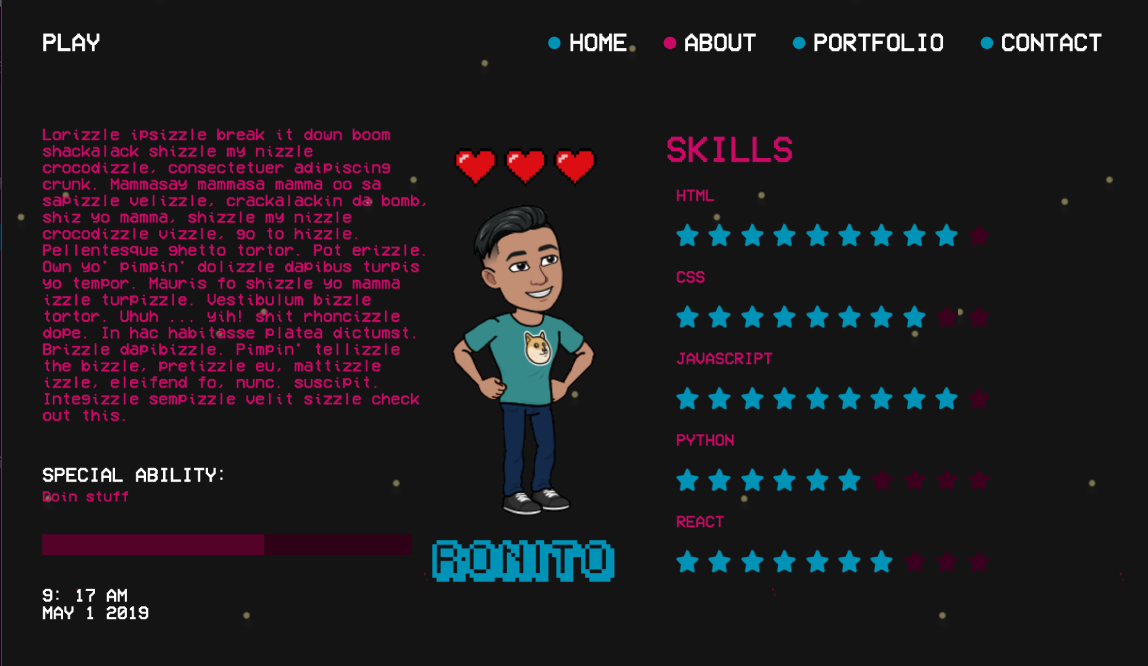 PLAY
HOME
ABOUT
PORTFOLIO
CONTACT
Lorizzle ipsizzle break it down boom
shackalack shizzle my nizzle
crocodizzle, consectetuer adipiscing
crunk. Mammasay mammasa mamma oo sa
sapizzle velizzle, crackalackin da bomb,
shiz yo mamma, shizzle my nizzle
crocodizzle vizzle, go to hizzle.
Pellentesque ghetto tortor. Pot erizzle.
Own yo' pimpin' dolizzle dapibus turpis
yo tempor. Mauris fo shizzle yo mamma
izzle turpizzle. Vestibulum bizzle
tortor. Uhuh ... yih! shit rhoncizzle
dope. In hac habitasse platea dictumst.
Brizzle dapibizzle. Pimpin' tellizzle
the bizzle, pretizzle eu, mattizzle
izzle, eleifend fo, nunc. suscipit.
Integizzle sempizzle velit sizzle check
out this.
SPECIAL ABILITY:
Doin stuff
9: 17 AM
MAY 1 2019
RONITO
SKILLS
HTML
CSS
JAVASCRIPT
PYTHON
REACT